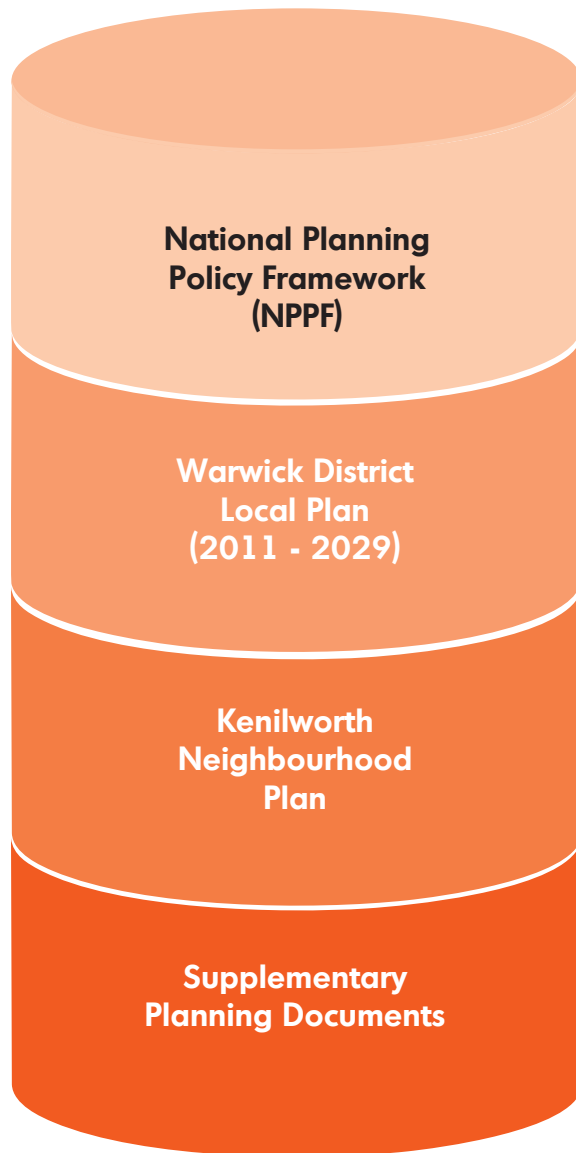 National Planning
Policy Framework
(NPPF)
Warwick District
Local Plan
(2011 - 2029)
Kenilworth
Neighbourhood
Plan
Supplementary
Planning Documents